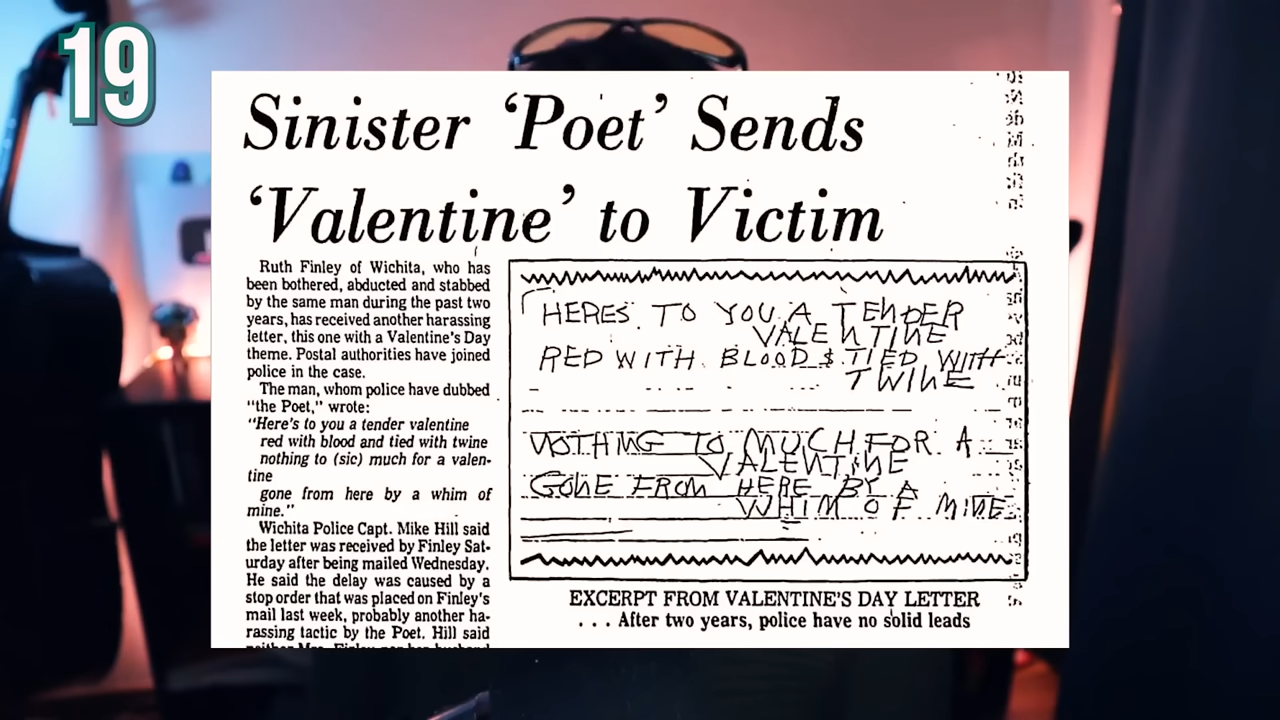 19
Sinister ‘Poet’ Sends
‘Valentine’ to Victim
Ruth Finley of Wichita, who has
been bothered, abducted and stabbed
by the same man during the past two
years, has received another harassing
letter, this one with a Valentine's Day
theme. Postal authorities have joined
police in the case.
The man, whom police have dubbed
"the Poet," wrote:
"Here's to you a tender valentine
red with blood and tied with twine
nothing to (sic) much for a valen-
tine
gone from here by a whim of
mine."
Wichita Police Capt. Mike Hill said
the letter was received by Finley Sat-
urday after being mailed Wednesday.
He said the delay was caused by a
stop order that was placed on Finley's
mail last week, probably another ha-
rassing tactic by the Poet. Hill said
neither Mrs. Finley nor her husband
HERES TO YOU A TENDER
VALENTINE
RED WITH BLOOD & TIED WITH
TWINE
NOTHING TO MUCH FOR A
VALENTINE
GONE FROM HERE BY A
WHIM OF MINE
EXCERPT FROM VALENTINE'S DAY LETTER
. . . After two years, police have no solid leads